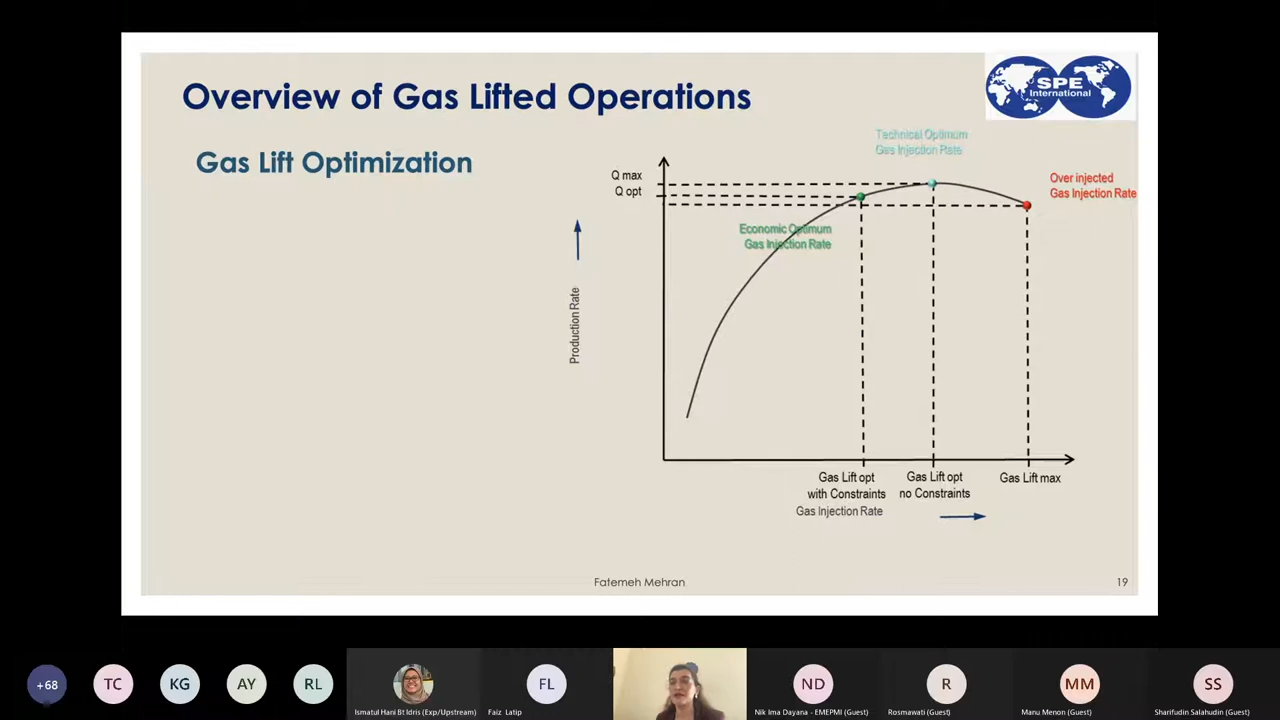 Overview of Gas Lifted Operations
SPE
International
Gas Lift Optimization
Technical Optimum
Gas Injection Rate
Q max
Q opt
Over injected
Gas Injection Rate
Economic Optimum
Gas Injection Rate
Production Rate
Gas Lift opt
with Constraints
Gas Lift opt
no Constraints
Gas Lift max
Gas Injection Rate
Fatemeh Mehran
19
+68
TC
KG
AY
RL
Ismatul Hani Bt Idris (Exp/Upstream)
FL
Faiz Latip
ND
Nik Ima Dayana - EMEPMI (Guest)
R
Rosmawati (Guest)
MM
Manu Menon (Guest)
SS
Sharifudin Salahudin (Guest)